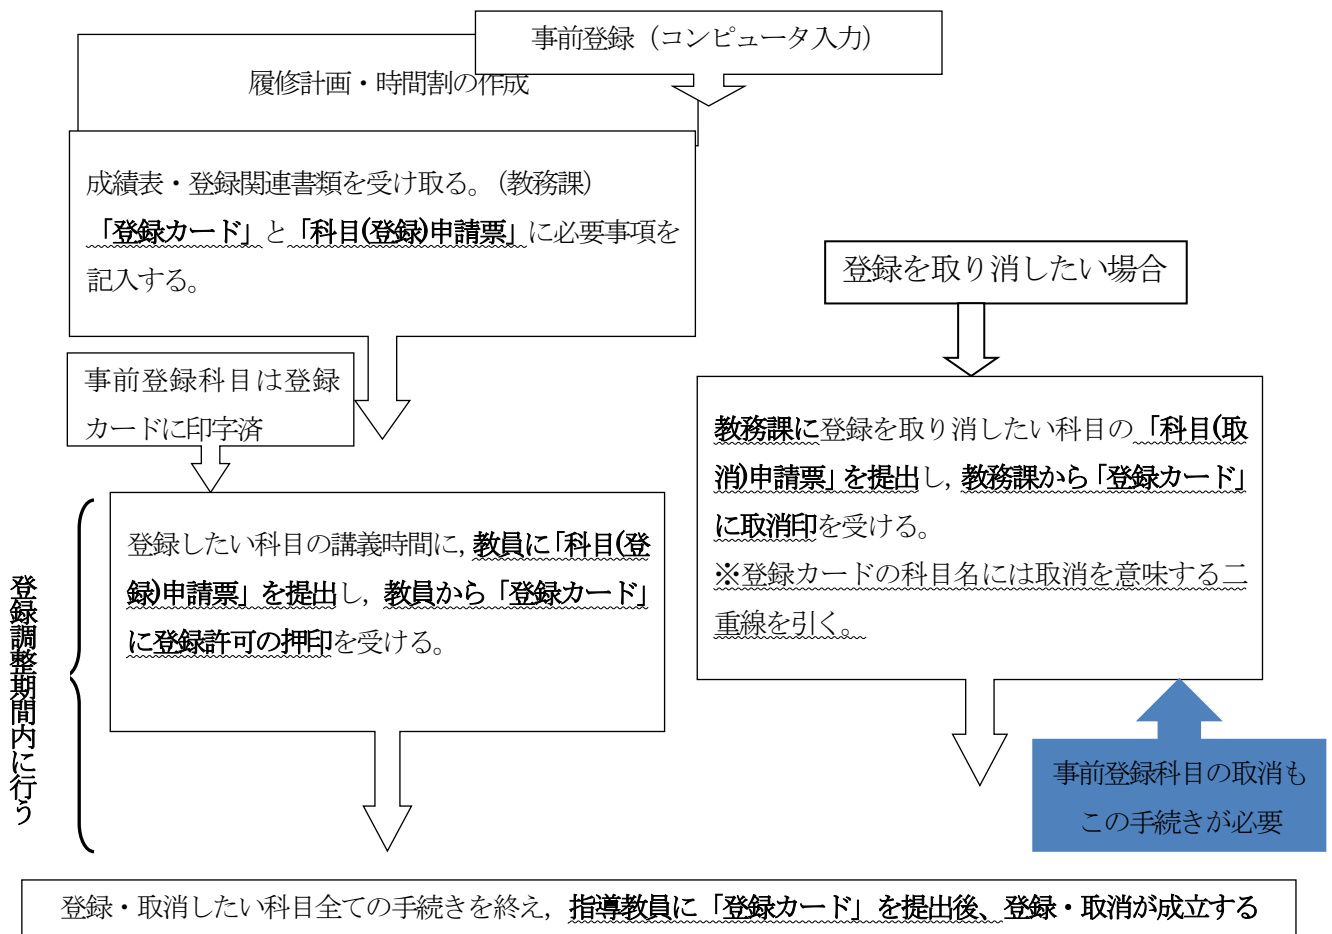 事前登録（コンピュータ入力）
履修計画・時間割の作成
成績表・登録関連書類を受け取る。（教務課）
「登録カード」と「科目(登録)申請票」に必要事項を
記入する。
登録を取り消したい場合
事前登録科目は登録
カードに印字済
教務課に登録を取り消したい科目の「科目(取
消)申請票」を提出し，教務課から「登録カード」
に取消印を受ける。
※登録カードの科目名には取消を意味する二
重線を引く。
登録したい科目の講義時間に，教員に「科目(登
録)申請票」を提出し，教員から「登録カード」
に登録許可の押印を受ける。
登録調整期間内に行う
事前登録科目の取消も
この手続きが必要
登録・取消したい科目全ての手続きを終え，指導教員に「登録カード」を提出後、登録・取消が成立する